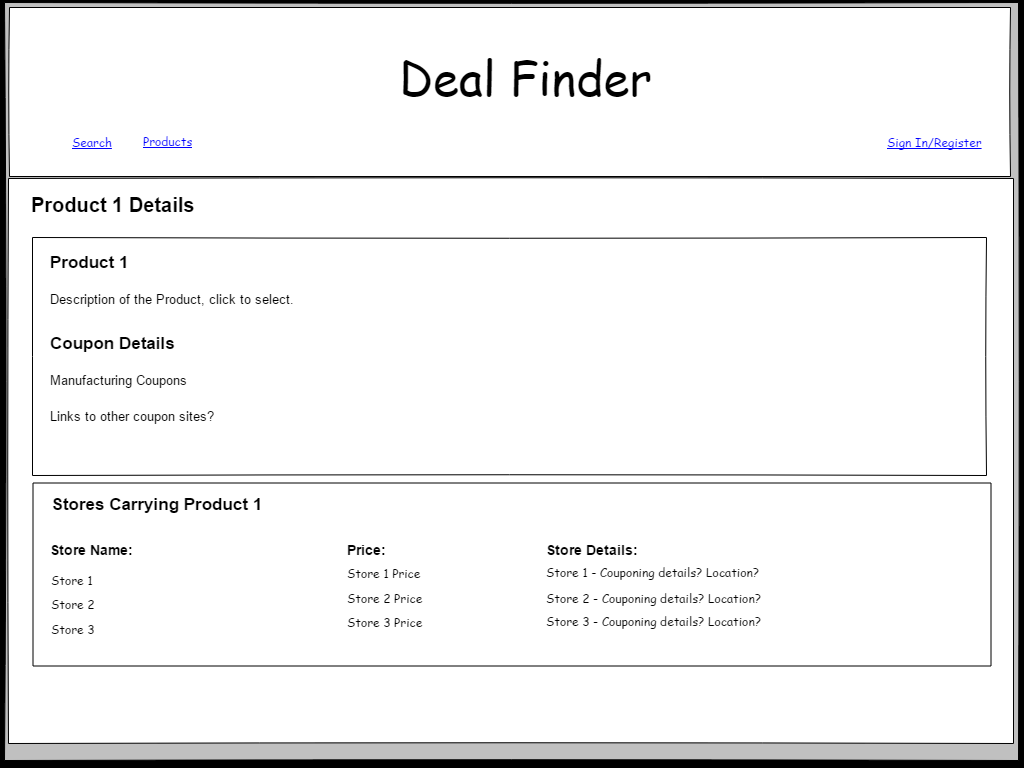 Deal Finder
Search Products Sign In/Register
Product 1 Details
Product 1
Description of the Product, click to select.
Coupon Details
Manufacturing Coupons
Links to other coupon sites?
Stores Carrying Product 1
Store Name: Price: Store Details:
Store 1 Store 1 Price Store 1 - Couponing details? Location?
Store 2 Store 2 Price Store 2 - Couponing details? Location?
Store 3 Store 3 Price Store 3 - Couponing details? Location?